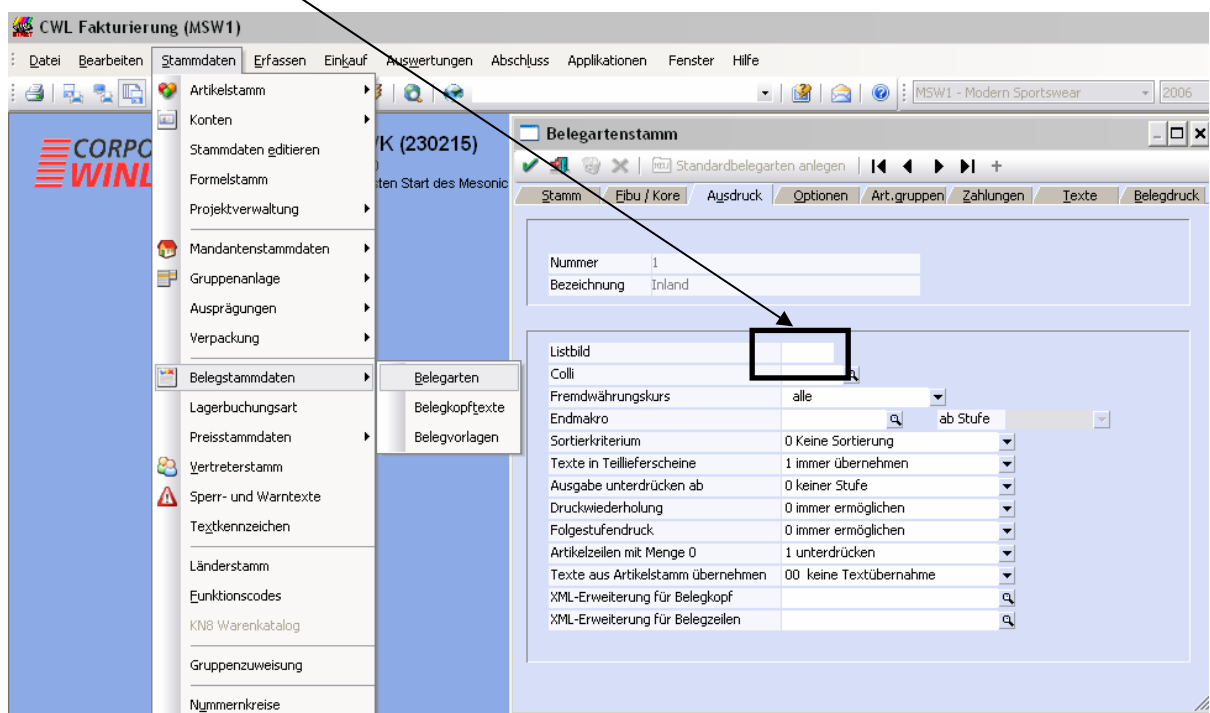 CWL Fakturierung (MSW1)
Datei Bearbeiten Stammdaten Erfassen Einkauf Auswertungen Abschluss Applikationen Fenster Hilfe
MSW1 - Modern Sportswear 2006
CORPO
WINL
/K (230215)
ten Start des Mesonic
Artikelstamm
Konten
Stammdaten editieren
Formelstamm
Projektverwaltung
Mandantenstammdaten
Gruppenanlage
Ausprägungen
Verpackung
Belegstammdaten
Lagerbuchungsart
Preisstammdaten
Vertreterstamm
Sperr- und Warntexte
Textkennzeichen
Länderstamm
Funktionscodes
KN8 Warenkatalog
Gruppenzuweisung
Nummernkreise
Belegarten
Belegkopftexte
Belegvorlagen
Belegartenstamm
Standardbelegarten anlegen
Stamm Fibu / Kore Ausdruck Optionen Art.gruppen Zahlungen Texte Belegdruck
Nummer 1
Bezeichnung Inland
Listbild
Colli
Fremdwährungskurs alle
Endmakro ab Stufe
Sortierkriterium 0 Keine Sortierung
Texte in Teillieferscheine 1 immer übernehmen
Ausgabe unterdrücken ab 0 keiner Stufe
Druckwiederholung 0 immer ermöglichen
Folgestufendruck 0 immer ermöglichen
Artikelzeilen mit Menge 0 1 unterdrücken
Texte aus Artikelstamm übernehmen 00 keine Textübernahme
XML-Erweiterung für Belegkopf
XML-Erweiterung für Belegzeilen